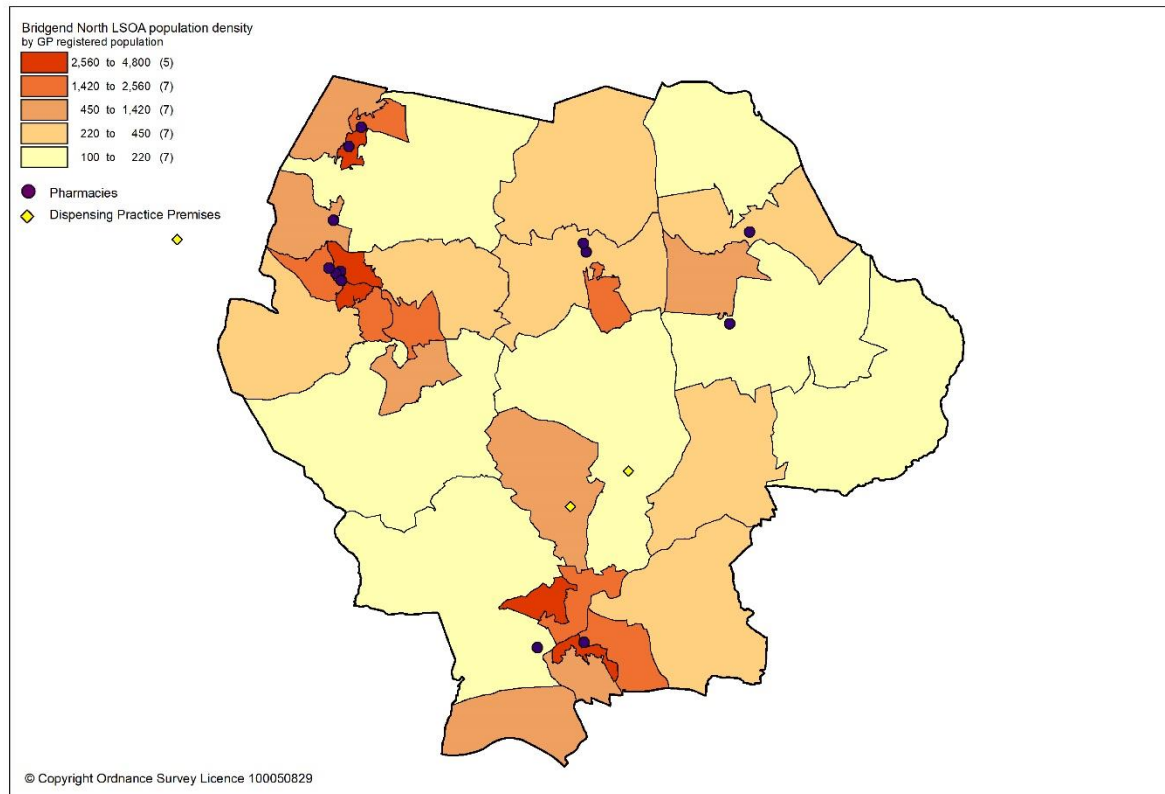 Bridgend North LSOA population density
by GP registered population
2,560 to 4,800 (5)
1,420 to 2,560 (7)
450 to 1,420 (7)
220 to 450 (7)
100 to 220 (7)
Pharmacies
Dispensing Practice Premises
© Copyright Ordnance Survey Licence 100050829